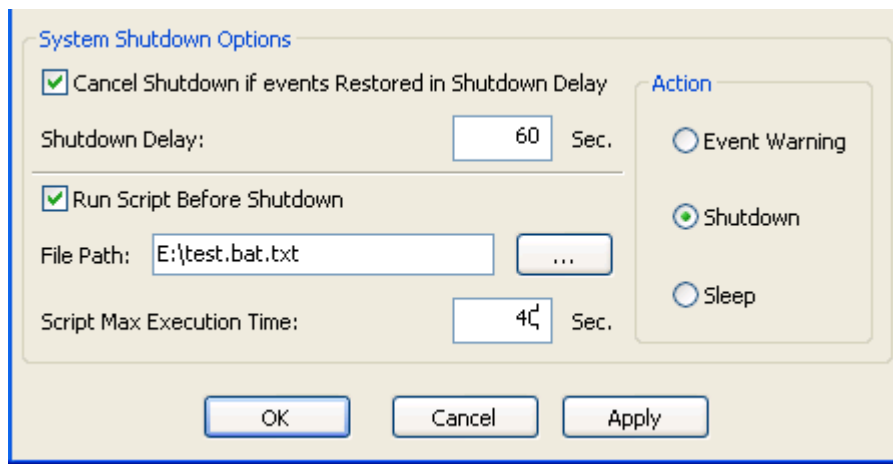 System Shutdown Options
Cancel Shutdown if events Restored in Shutdown Delay
Shutdown Delay: 60 Sec.
Run Script Before Shutdown
File Path: E:\test.bat.txt ...
Script Max Execution Time: Sec.
Action
Event Warning
Shutdown
Sleep
OK Cancel Apply